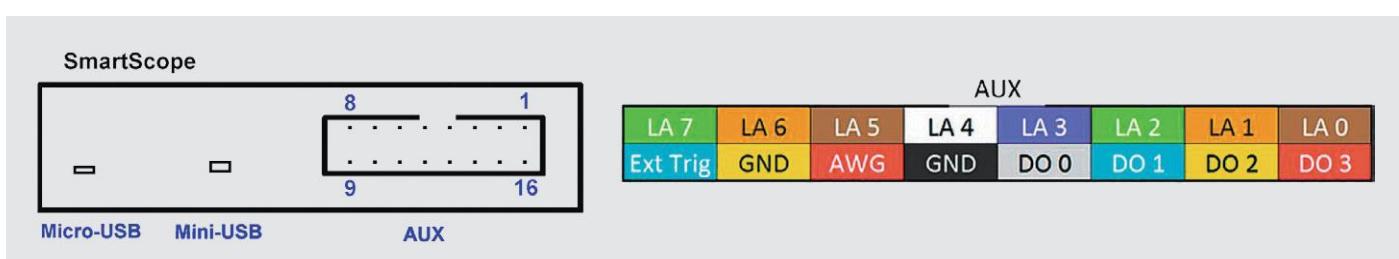 SmartScope
8 1
9 16
Micro-USB Mini-USB AUX
AUX
LA 7 LA 6 LA 5 LA 4 LA 3 LA 2 LA 1 LA 0
Ext Trig GND AWG GND DO 0 DO 1 DO 2 DO 3